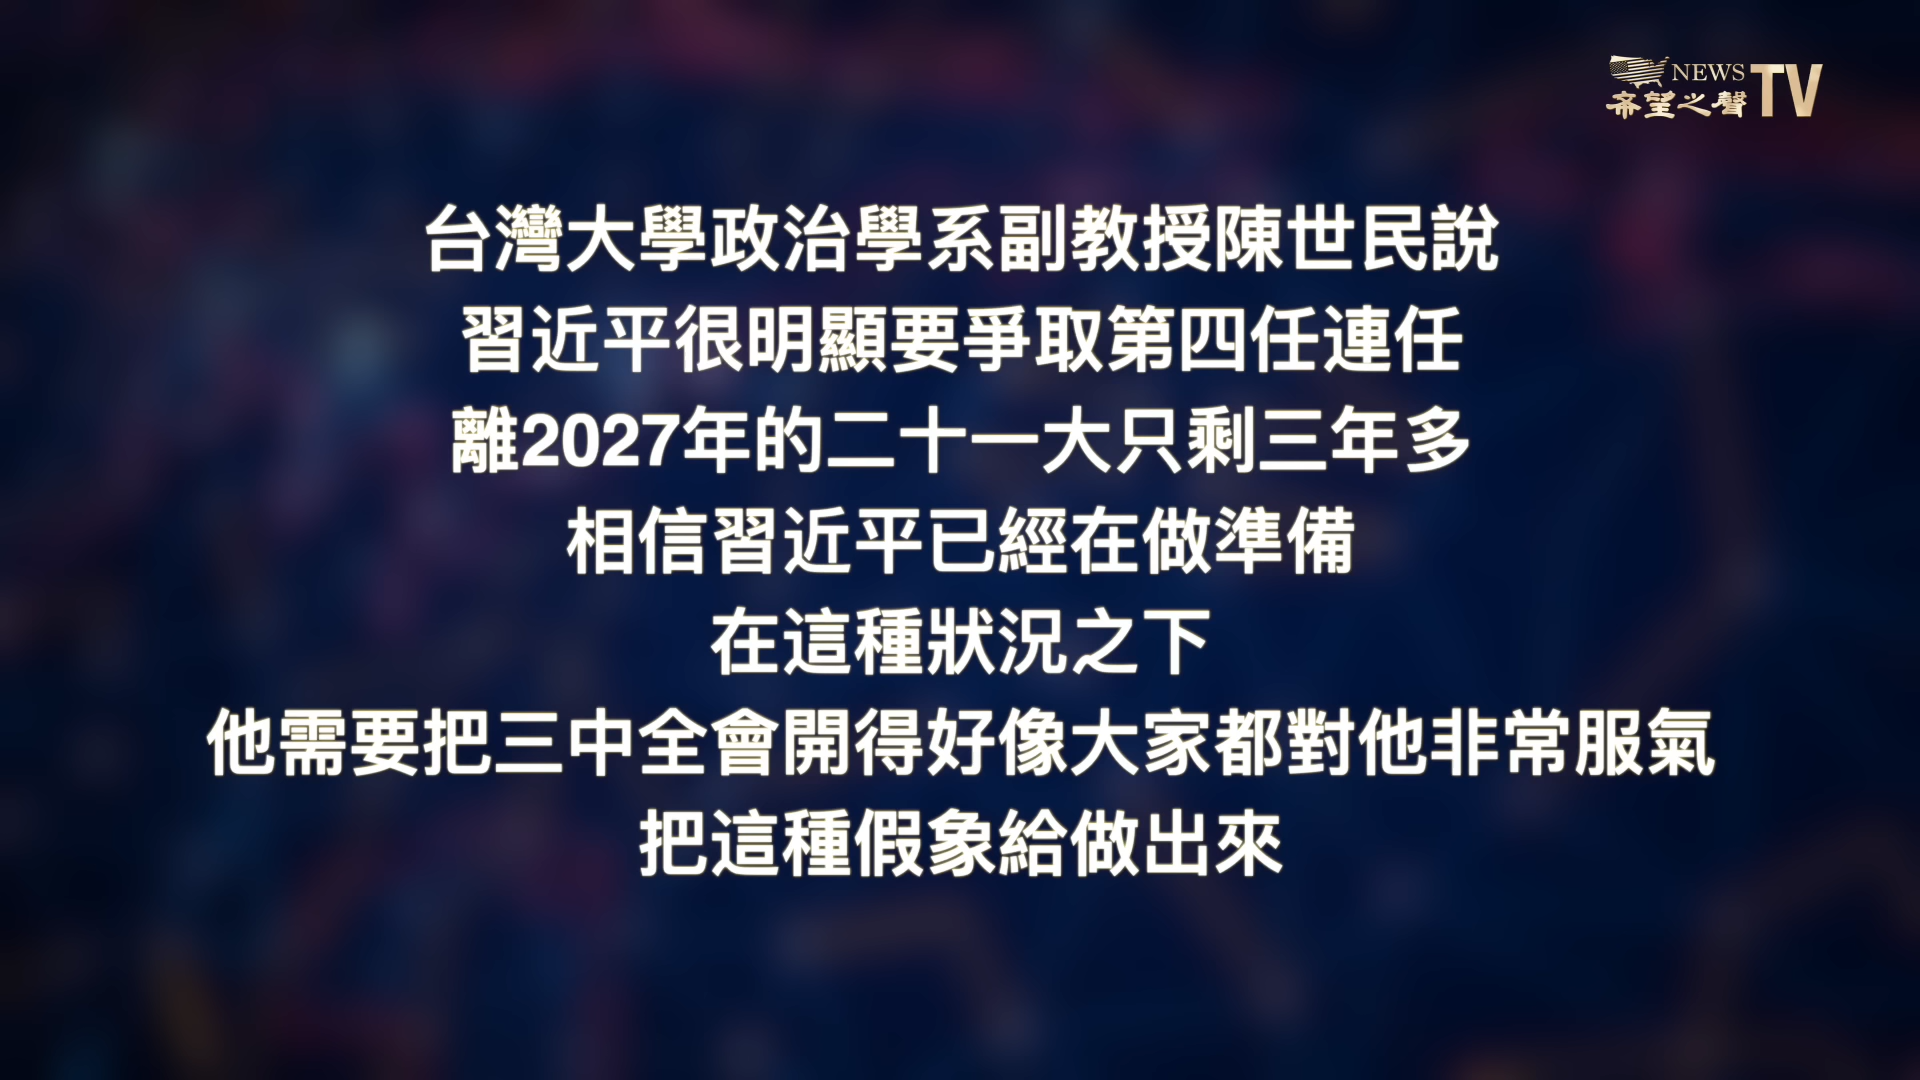 NEWS
希望之聲TV
台灣大學政治學系副教授陳世民說
習近平很明顯要爭取第四任連任
離2027年的二十一大只剩三年多
相信習近平已經在做準備
在這種狀況之下
他需要把三中全會開得好像大家都對他非常服氣
把這種假象給做出來